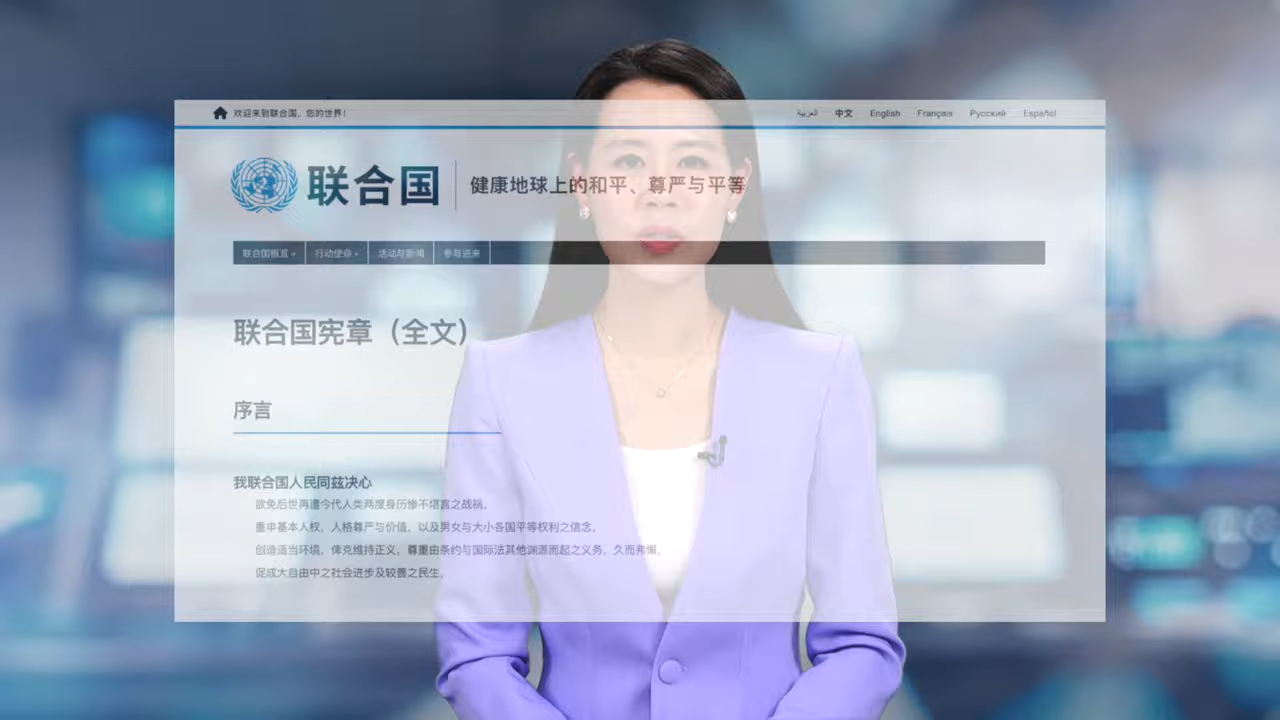 欢迎来到联合国，您的世界！
العربية 中文 English Français Русский Español
联合国 健康地球上的和平、尊严与平等
联合国概览 » 行动使命 » 活动与新闻 参与进来
联合国宪章（全文）
序言
我联合国人民同兹决心
欲免后世再遭今代人类两度身历惨不堪言之战祸，
重申基本人权，人格尊严与价值，以及男女与大小各国平等权利之信念，
创造适当环境，俾克维持正义，尊重由条约与国际法其他渊源而起之义务，久而弗懈，
促成大自由中之社会进步及较善之民生，